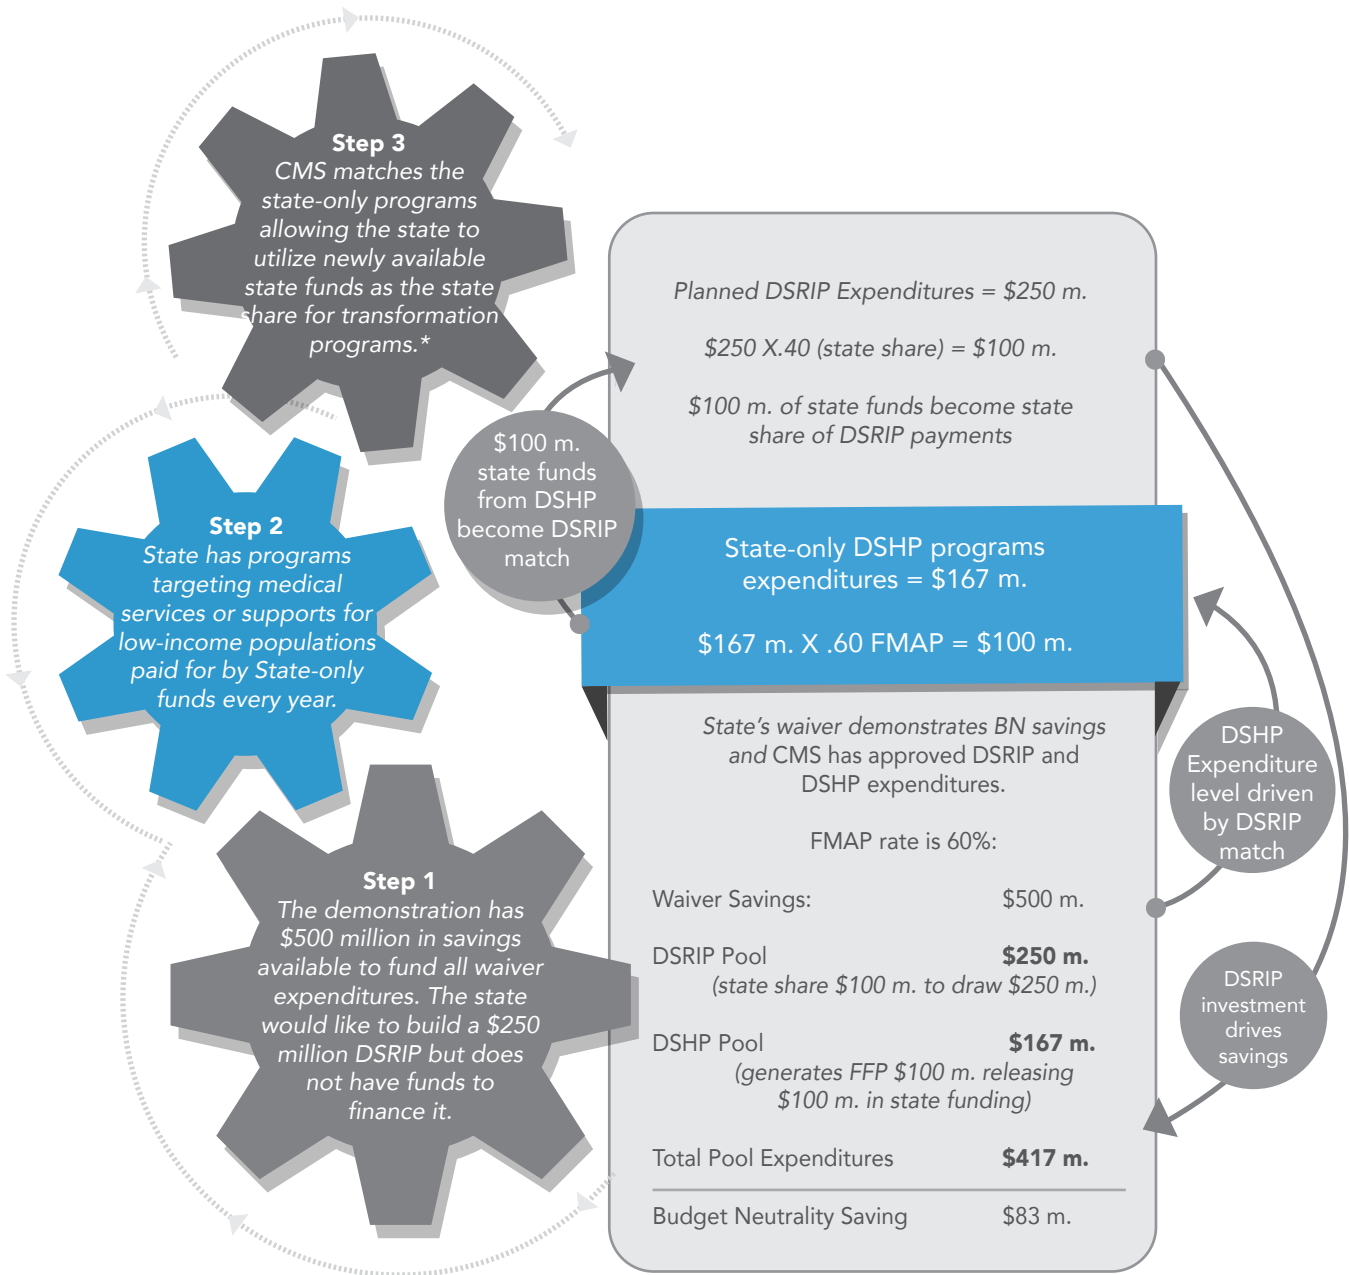 Step 3
CMS matches the
state-only programs
allowing the state to
utilize newly available
state funds as the state
share for transformation
programs.*
Step 2
State has programs
targeting medical
services or supports for
low-income populations
paid for by State-only
funds every year.
Step 1
The demonstration has
$500 million in savings
available to fund all waiver
expenditures. The state
would like to build a $250
million DSRIP but does
not have funds to
finance it.
$100 m.
state funds
from DSHP
become DSRIP
match
Planned DSRIP Expenditures = $250 m.
$250 X.40 (state share) = $100 m.
$100 m. of state funds become state
share of DSRIP payments
State-only DSHP programs
expenditures = $167 m.
$167 m. X .60 FMAP = $100 m.
State's waiver demonstrates BN savings
and CMS has approved DSRIP and
DSHP expenditures.
FMAP rate is 60%:
Waiver Savings: $500 m.
DSRIP Pool $250 m.
(state share $100 m. to draw $250 m.)
DSHP Pool $167 m.
(generates FFP $100 m. releasing
$100 m. in state funding)
Total Pool Expenditures $417 m.
Budget Neutrality Saving $83 m.
DSHP
Expenditure
level driven
by DSRIP
match
DSRIP
investment
drives
savings